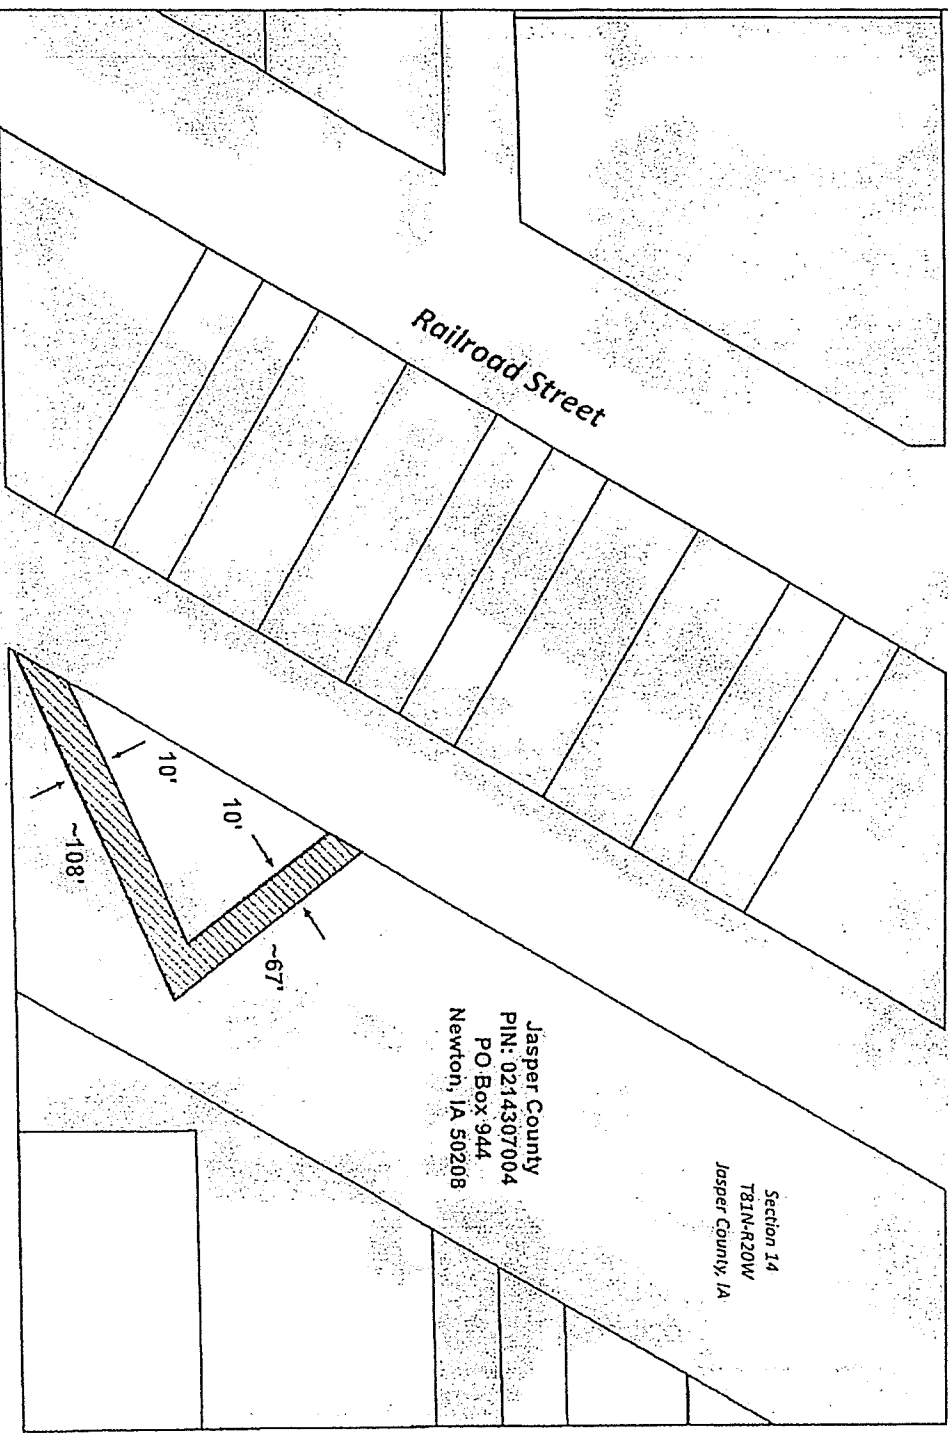 Railroad Street
Section 14
T81N-R20W
Jasper County, IA
Jasper County
PIN: 0214307004
PO Box 944
Newton, IA 50208
10'
10'
~67'
~108'